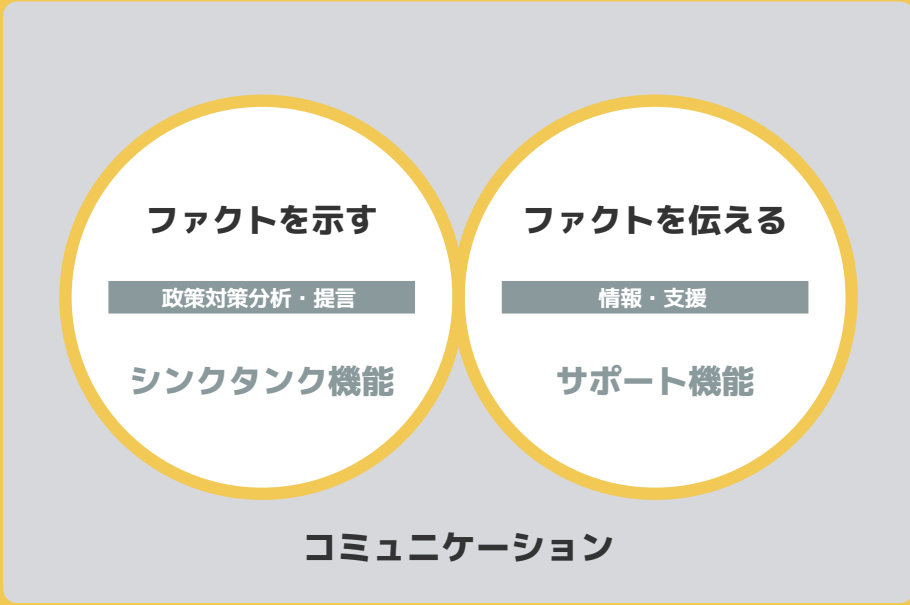 ファクトを示す
政策対策分析・提言
シンクタンク機能
ファクトを伝える
情報・支援
サポート機能
コミュニケーション